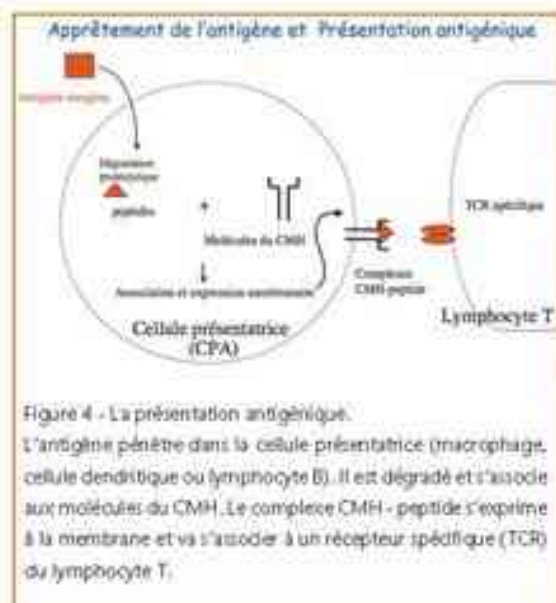 Apprêtement de l'antigène et Présentation antigénique
Dégradation
protéolytique
peptides
+
Molécules du CMH
TCR spécifique
Complexe
CMH-peptide
Association et expression membranaire
Lymphocyte T
Cellule présentatrice
(CPA)
Figure 4 - La présentation antigénique.
L'antigène pénètre dans la cellule présentatrice (macrophage,
cellule dendritique ou lymphocyte B). Il est dégradé et s'associe
aux molécules du CMH. Le complexe CMH - peptide s'exprime
à la membrane et va s'associer à un récepteur spécifique (TCR)
du lymphocyte T.